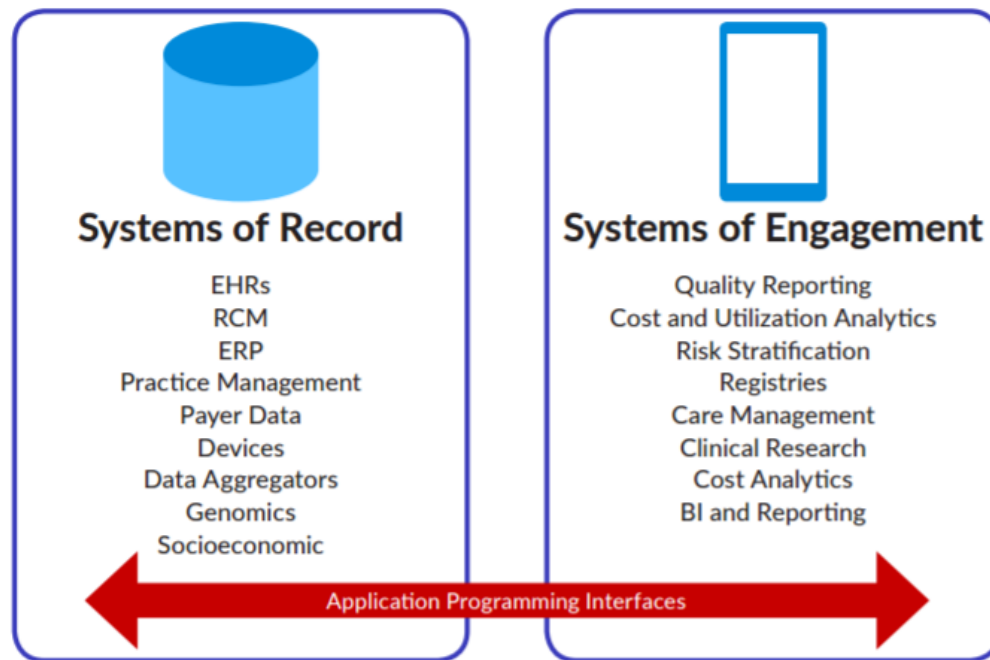 Systems of Record
EHRs
RCM
ERP
Practice Management
Payer Data
Devices
Data Aggregators
Genomics
Socioeconomic
Systems of Engagement
Quality Reporting
Cost and Utilization Analytics
Risk Stratification
Registries
Care Management
Clinical Research
Cost Analytics
BI and Reporting
Application Programming Interfaces